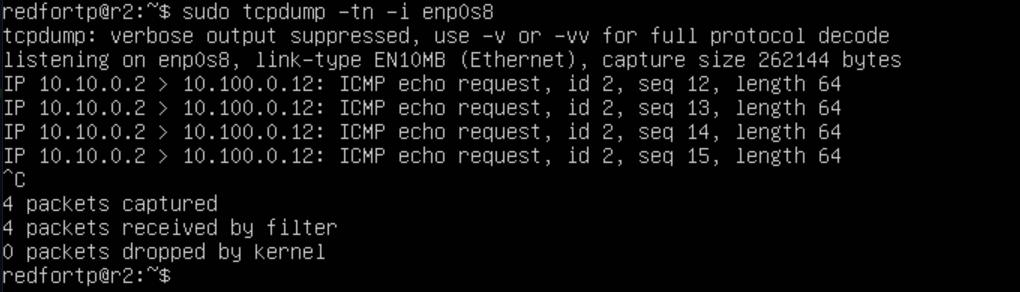 redfortp@r2:~$ sudo tcpdump -tn -i enp0s8
tcpdump: verbose output suppressed, use -v or -vv for full protocol decode
listening on enp0s8, link-type EN10MB (Ethernet), capture size 262144 bytes
IP 10.10.0.2 > 10.100.0.12: ICMP echo request, id 2, seq 12, length 64
IP 10.10.0.2 > 10.100.0.12: ICMP echo request, id 2, seq 13, length 64
IP 10.10.0.2 > 10.100.0.12: ICMP echo request, id 2, seq 14, length 64
IP 10.10.0.2 > 10.100.0.12: ICMP echo request, id 2, seq 15, length 64
^C
4 packets captured
4 packets received by filter
0 packets dropped by kernel
redfortp@r2:~$